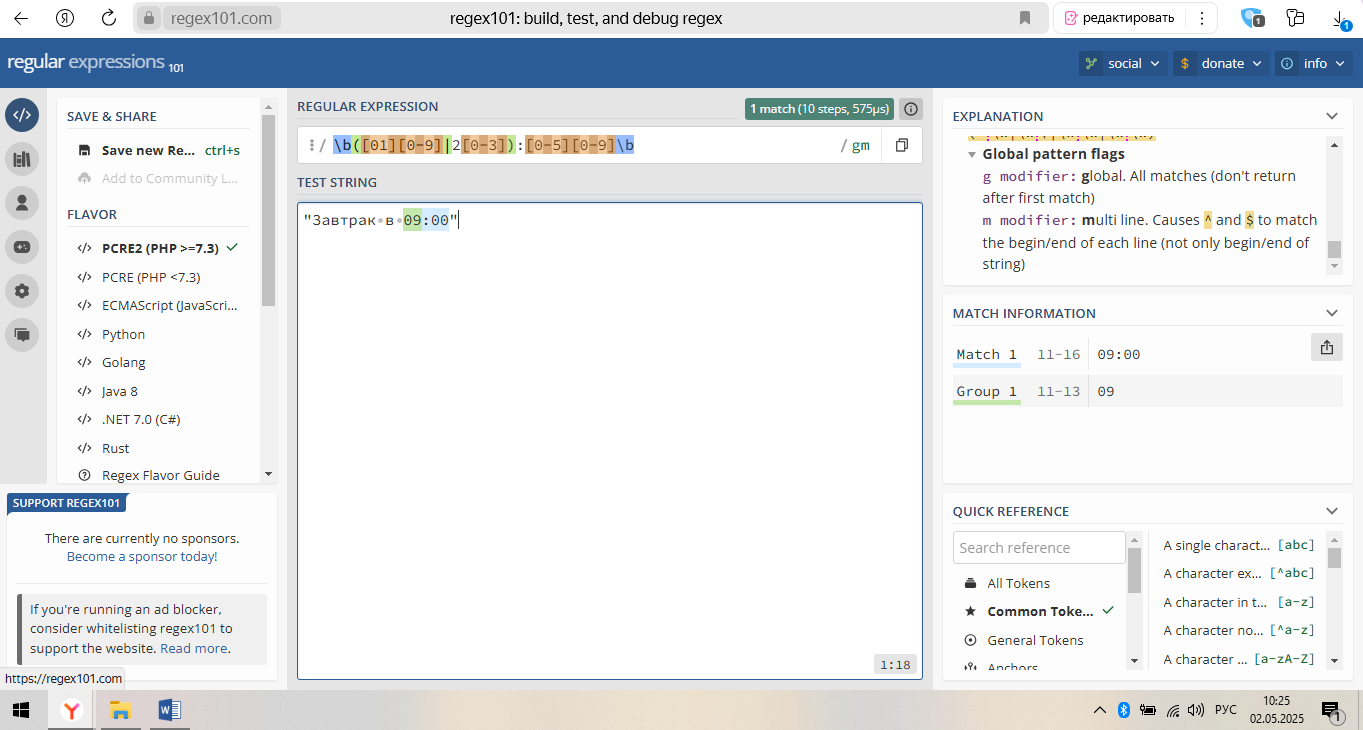 regex101.com
regex101: build, test, and debug regex
редактировать
1
1
regular expressions 101
social
donate
info
SAVE & SHARE
Save new Re... ctrl+s
Add to Community L...
FLAVOR
PCRE2 (PHP >=7.3)
PCRE (PHP <7.3)
ECMAScript (JavaScri...
Python
Golang
Java 8
.NET 7.0 (C#)
Rust
Regex Flavor Guide
SUPPORT REGEX101
There are currently no sponsors.
Become a sponsor today!
If you're running an ad blocker,
consider whitelisting regex101 to
support the website. Read more.
https://regex101.com
REGULAR EXPRESSION
1 match (10 steps, 575μs)
/ \b([01][0-9]|2[0-3]):[0-5][0-9]\b / gm
TEST STRING
"Завтрак·в·09:00"
1:18
EXPLANATION
Global pattern flags
g modifier: global. All matches (don't return
after first match)
m modifier: multi line. Causes ^ and $ to match
the begin/end of each line (not only begin/end of
string)
MATCH INFORMATION
Match 1 11-16 09:00
Group 1 11-13 09
QUICK REFERENCE
Search reference
All Tokens
Common Toke...
General Tokens
Anchors
A single charact... [abc]
A character ex... [^abc]
A character in t... [a-z]
A character no... [^a-z]
A character ... [a-zA-Z]
РУС
10:25
02.05.2025
1